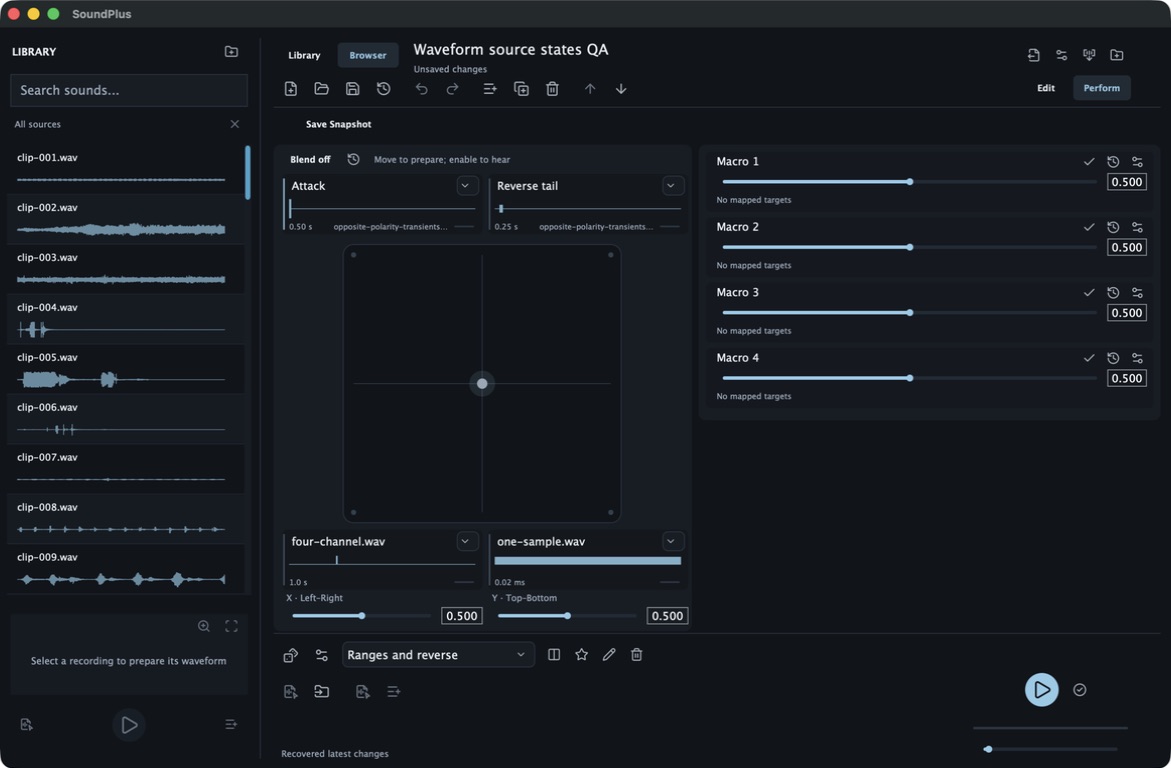 SoundPlus
LIBRARY
Search sounds...
All sources
clip-001.wav
clip-002.wav
clip-003.wav
clip-004.wav
clip-005.wav
clip-006.wav
clip-007.wav
clip-008.wav
clip-009.wav
Select a recording to prepare its waveform
Library
Browser
Waveform source states QA
Unsaved changes
Edit
Perform
Save Snapshot
Blend off
Move to prepare; enable to hear
Attack
0.50 s
opposite-polarity-transients...
Reverse tail
0.25 s
opposite-polarity-transients...
four-channel.wav
1.0 s
one-sample.wav
0.02 ms
X - Left-Right
0.500
Y - Top-Bottom
0.500
Macro 1
0.500
No mapped targets
Macro 2
0.500
No mapped targets
Macro 3
0.500
No mapped targets
Macro 4
0.500
No mapped targets
Ranges and reverse
Recovered latest changes